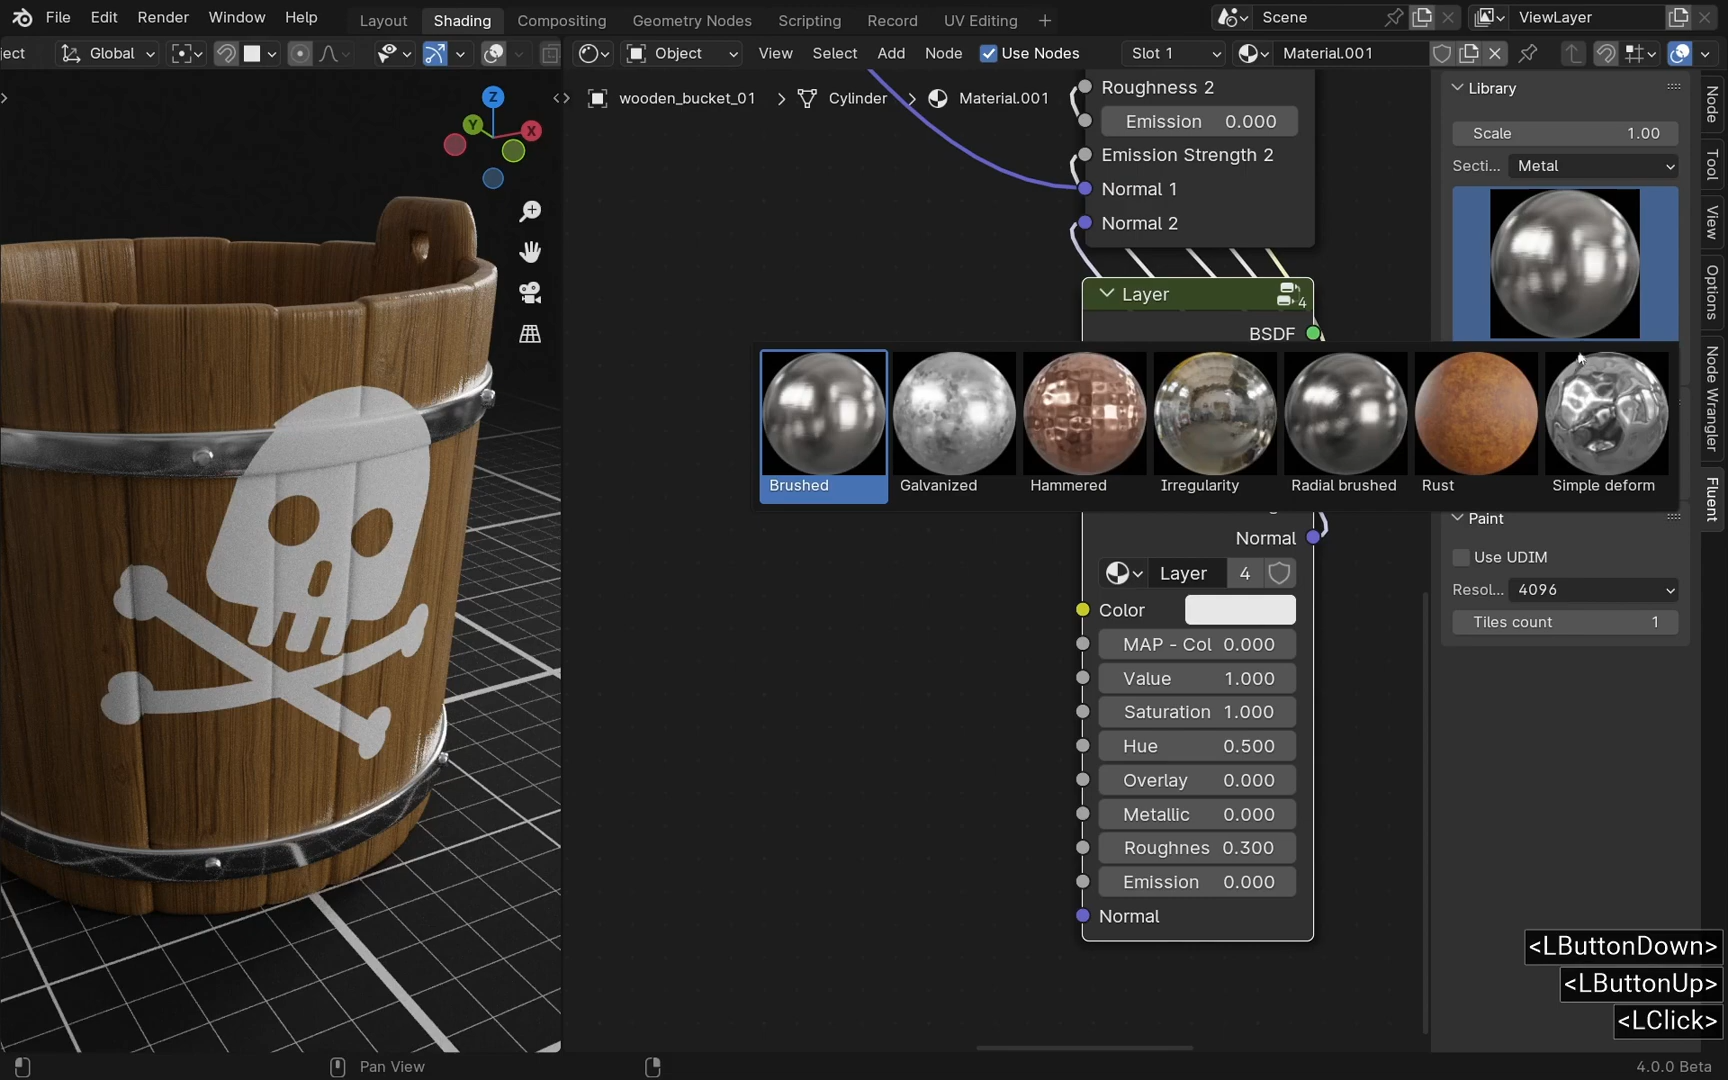 File Edit Render Window Help Layout Shading Compositing Geometry Nodes Scripting Record UV Editing + Scene ViewLayer
ect Global Object View Select Add Node Use Nodes Slot 1 Material.001
wooden_bucket_01 > Cylinder > Material.001
Z
Y
X
Roughness 2
Emission 0.000
Emission Strength 2
Normal 1
Normal 2
Layer 4
BSDF
Brushed Galvanized Hammered Irregularity Radial brushed Rust Simple deform
Normal
Layer 4
Color
MAP - Col 0.000
Value 1.000
Saturation 1.000
Hue 0.500
Overlay 0.000
Metallic 0.000
Roughnes 0.300
Emission 0.000
Normal
Library
Scale 1.00
Secti... Metal
Paint
Use UDIM
Resol... 4096
Tiles count 1
Node
Tool
View
Options
Node Wrangler
Fluent
<LButtonDown>
<LButtonUp>
<LClick>
Pan View 4.0.0 Beta